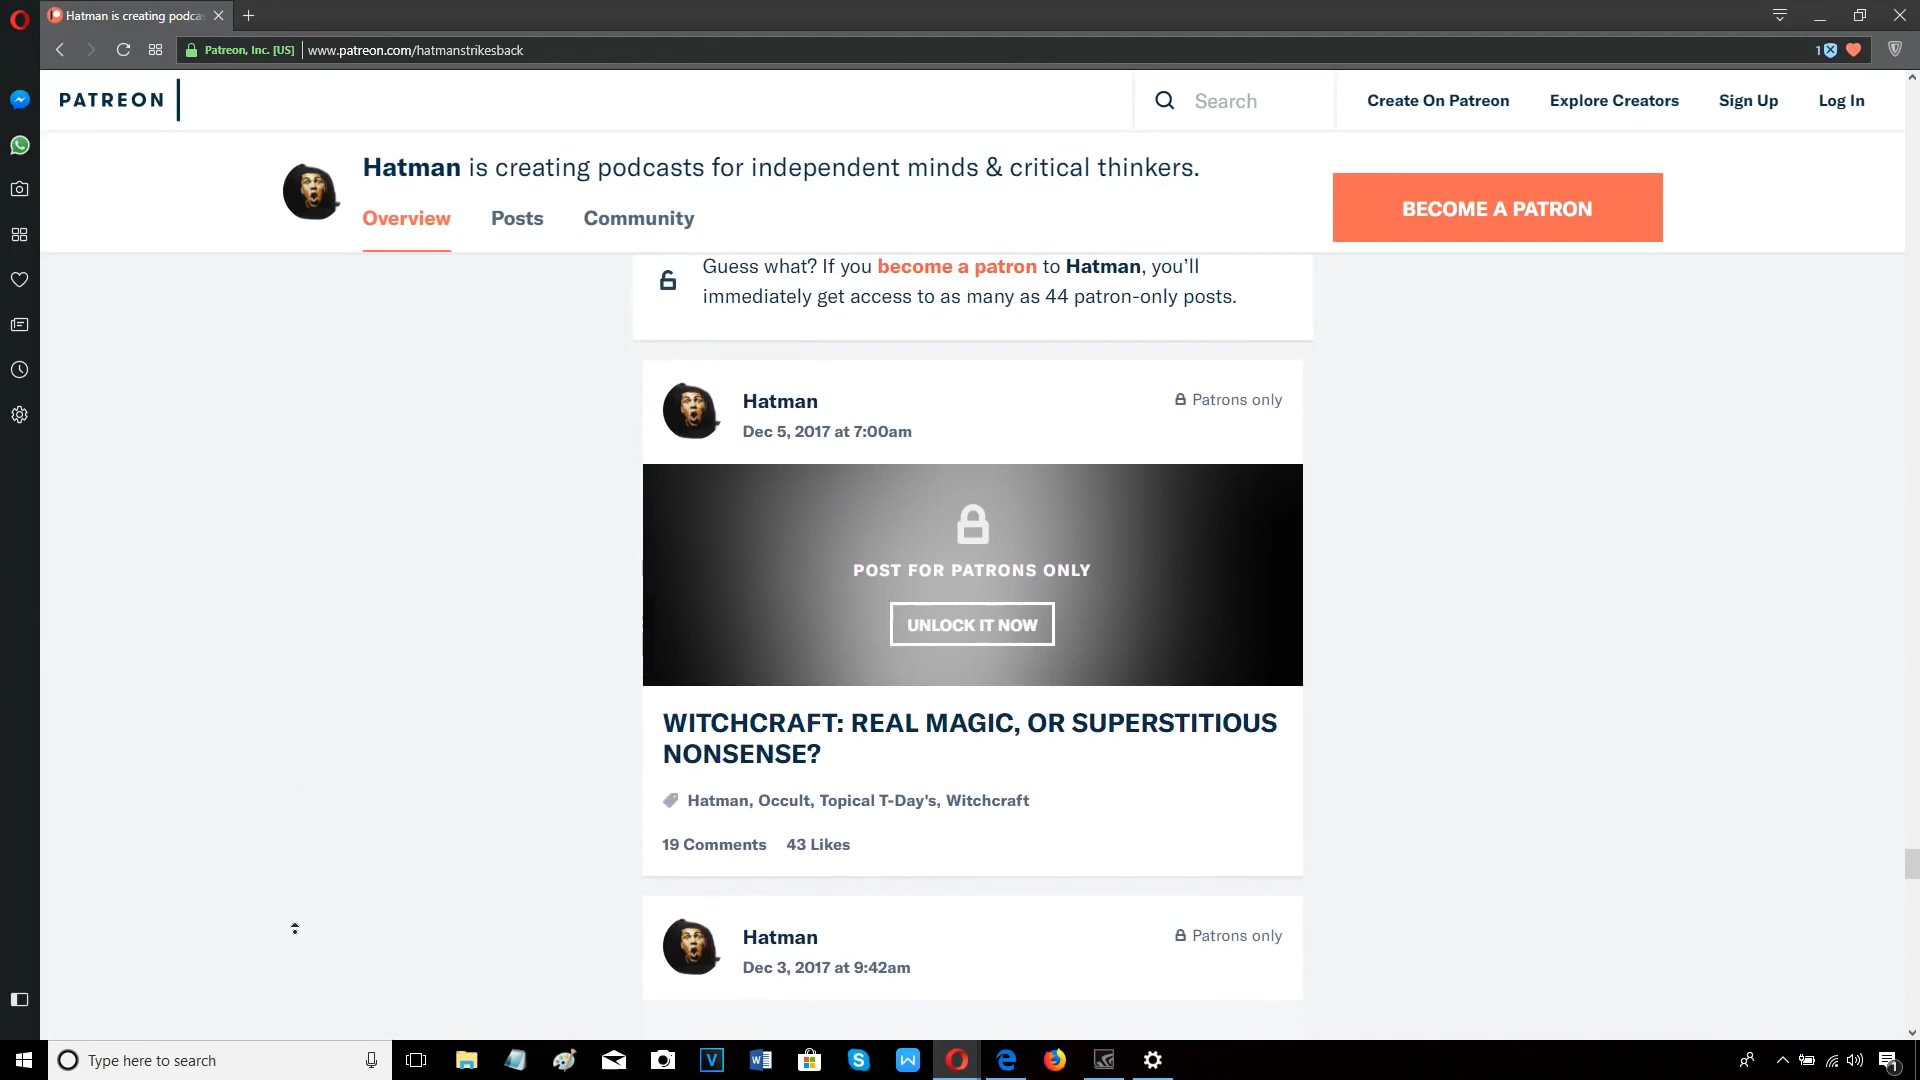 Hatman is creating podca
Patreon, Inc. [US]
www.patreon.com/hatmanstrikesback
1
PATREON
Search
Create On Patreon
Explore Creators
Sign Up
Log In
Hatman is creating podcasts for independent minds & critical thinkers.
BECOME A PATRON
Overview
Posts
Community
Guess what? If you become a patron to Hatman, you'll
immediately get access to as many as 44 patron-only posts.
Hatman
Patrons only
Dec 5, 2017 at 7:00am
POST FOR PATRONS ONLY
UNLOCK IT NOW
WITCHCRAFT: REAL MAGIC, OR SUPERSTITIOUS
NONSENSE?
Hatman, Occult, Topical T-Day's, Witchcraft
19 Comments 43 Likes
Hatman
Patrons only
Dec 3, 2017 at 9:42am
Type here to search
1